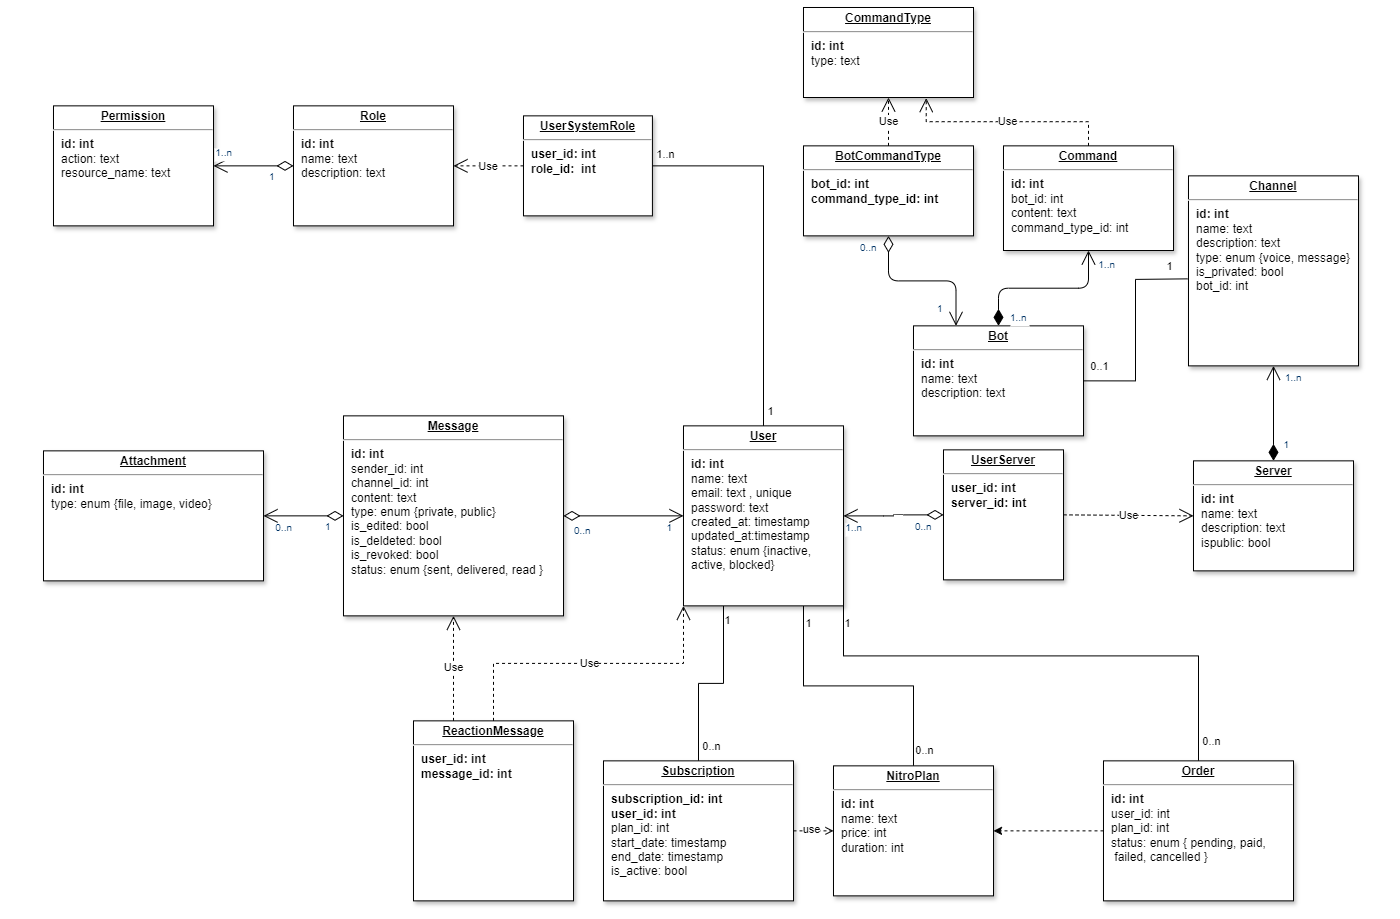 CommandType
id: int
type: text
Permission
id: int
action: text
resource_name: text
1..n
1
Role
id: int
name: text
description: text
Use
UserSystemRole
user_id: int
role_id:  int
1..n
Use
Use
BotCommandType
bot_id: int
command_type_id: int
0..n
1
Command
id: int
bot_id: int
content: text
command_type_id: int
1..n
1..n
Channel
id: int
name: text
description: text
type: enum {voice, message}
is_privated: bool
bot_id: int
1
0..1
1..n
1
Bot
id: int
name: text
description: text
Attachment
id: int
type: enum {file, image, video}
0..n
1
Message
id: int
sender_id: int
channel_id: int
content: text
type: enum {private, public}
is_edited: bool
is_deldeted: bool
is_revoked: bool
status: enum {sent, delivered, read }
0..n
1
1
User
id: int
name: text
email: text , unique
password: text
created_at: timestamp
updated_at:timestamp
status: enum {inactive,
active, blocked}
1..n
0..n
UserServer
user_id: int
server_id: int
Use
Server
id: int
name: text
description: text
ispublic: bool
Use
Use
1
1
1
ReactionMessage
user_id: int
message_id: int
0..n
0..n
0..n
Subscription
subscription_id: int
user_id: int
plan_id: int
start_date: timestamp
end_date: timestamp
is_active: bool
use
NitroPlan
id: int
name: text
price: int
duration: int
Order
id: int
user_id: int
plan_id: int
status: enum { pending, paid,
failed, cancelled }